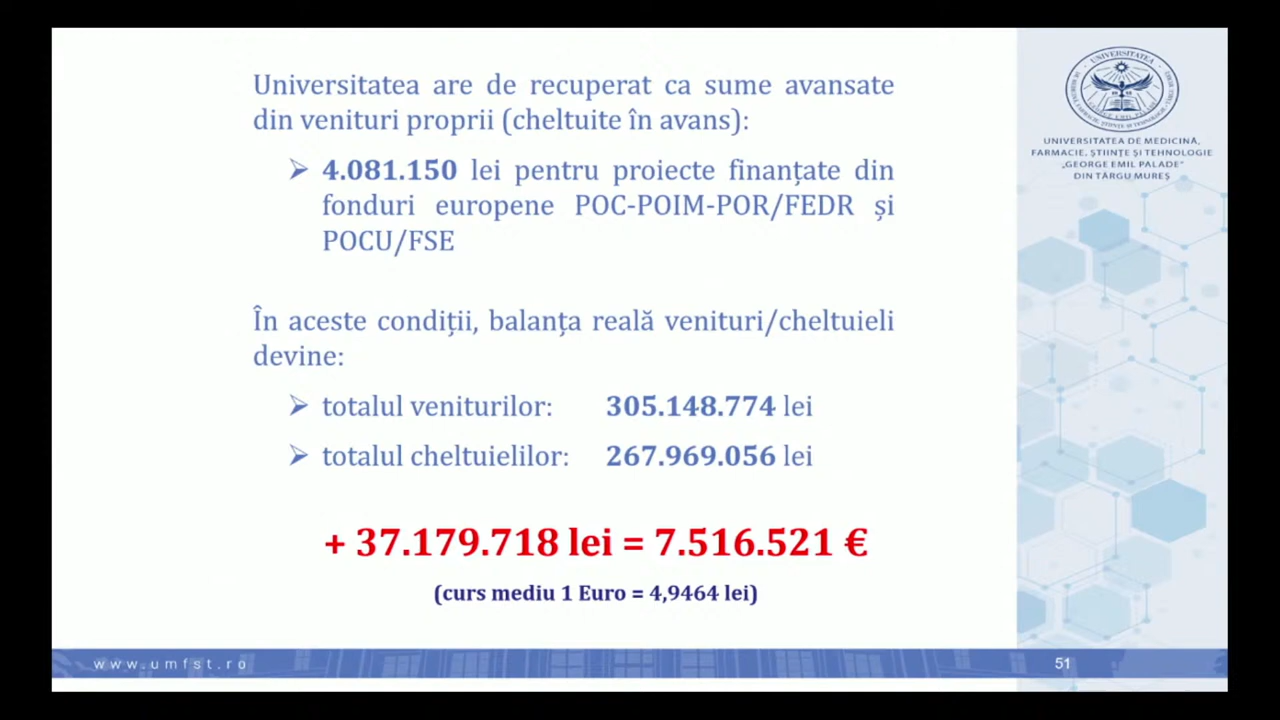 Universitatea are de recuperat ca sume avansate
din venituri proprii (cheltuite în avans):
➢ 4.081.150 lei pentru proiecte finanțate din
fonduri europene POC-POIM-POR/FEDR și
POCU/FSE
În aceste condiții, balanța reală venituri/cheltuieli
devine:
➢ totalul veniturilor: 305.148.774 lei
➢ totalul cheltuielilor: 267.969.056 lei
+ 37.179.718 lei = 7.516.521 €
(curs mediu 1 Euro = 4,9464 lei)
UNIVERSITATEA DE MEDICINĂ,
FARMACIE, ȘTIINȚE ȘI TEHNOLOGIE
„GEORGE EMIL PALADE”
DIN TÂRGU MUREȘ
www.umfst.ro
51